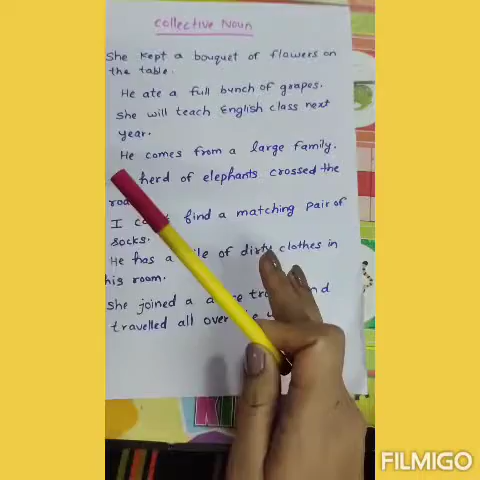 Collective Noun
She kept a bouquet of flowers on
the table.
He ate a full bunch of grapes.
She will teach English class next
year.
He comes from a large family.
herd of elephants crossed the
I find a matching pair of
socks.
He has a of dirty clothes in
his room.
She joined a
travelled all over
FILMIGO